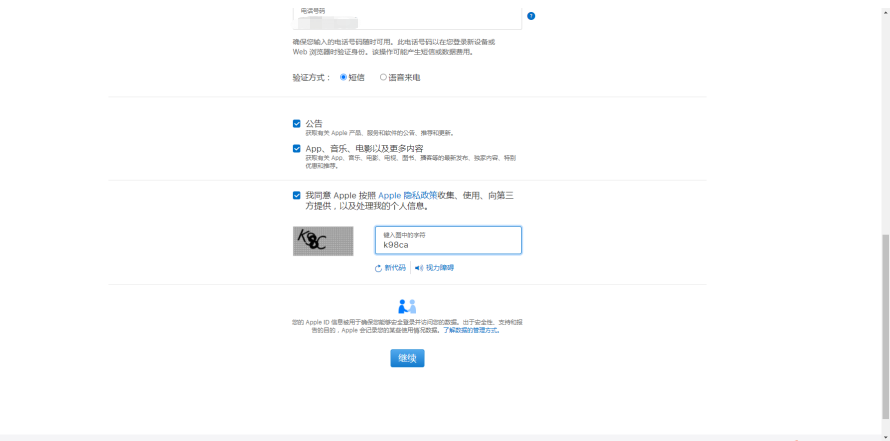 电话号码
确保您输入的电话号码随时可用。此电话号码以在您登录新设备或
Web 浏览器时验证身份。该操作可能产生短信或数据费用。
验证方式： 短信 语音来电
公告
获取有关 Apple 产品、服务和软件的公告、推荐和更新。
App、音乐、电影以及更多内容
获取有关 App、音乐、电影、电视、图书、播客等的最新发布、独家内容、特别
优惠和推荐。
我同意 Apple 按照 Apple 隐私政策收集、使用、向第三
方提供，以及处理我的个人信息。
键入图中的字符
k98ca
新代码 视力障碍
您的 Apple ID 信息被用于确保您能够安全登录并访问您的数据。出于安全性、支持和报
告的目的，Apple 会记录您的某些使用情况数据。了解数据的管理方式。
继续